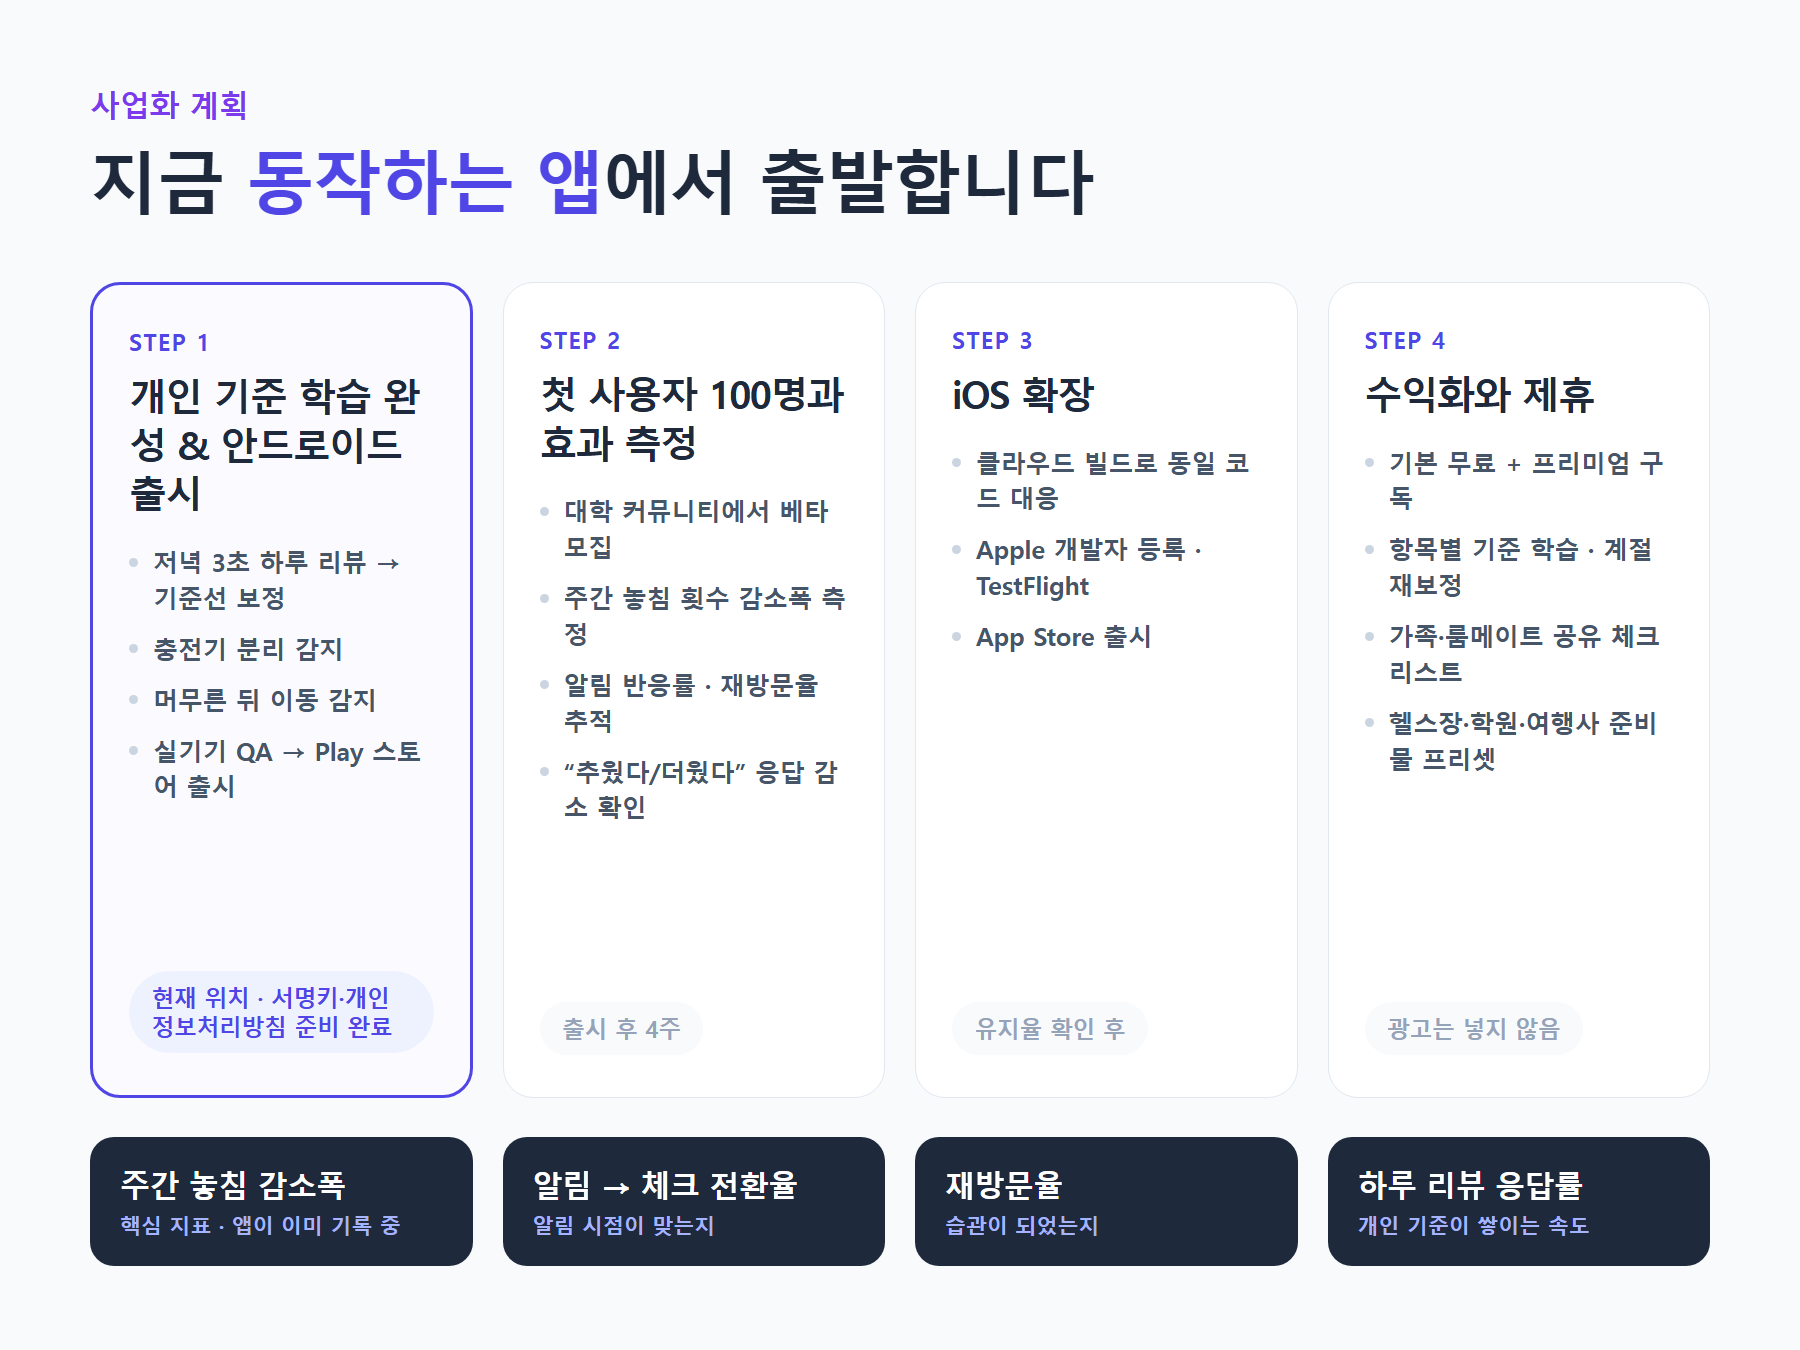 사업화 계획
지금 동작하는 앱에서 출발합니다
STEP 1
개인 기준 학습 완
성 & 안드로이드
출시
저녁 3초 하루 리뷰 →
기준선 보정
충전기 분리 감지
머무른 뒤 이동 감지
실기기 QA → Play 스토
어 출시
현재 위치 · 서명키·개인
정보처리방침 준비 완료
STEP 2
첫 사용자 100명과
효과 측정
대학 커뮤니티에서 베타
모집
주간 놓침 횟수 감소폭 측
정
알림 반응률 · 재방문율
추적
“추웠다/더웠다” 응답 감
소 확인
출시 후 4주
STEP 3
iOS 확장
클라우드 빌드로 동일 코
드 대응
Apple 개발자 등록 ·
TestFlight
App Store 출시
유지율 확인 후
STEP 4
수익화와 제휴
기본 무료 + 프리미엄 구
독
항목별 기준 학습 · 계절
재보정
가족·룸메이트 공유 체크
리스트
헬스장·학원·여행사 준비
물 프리셋
광고는 넣지 않음
주간 놓침 감소폭
핵심 지표 · 앱이 이미 기록 중
알림 → 체크 전환율
알림 시점이 맞는지
재방문율
습관이 되었는지
하루 리뷰 응답률
개인 기준이 쌓이는 속도